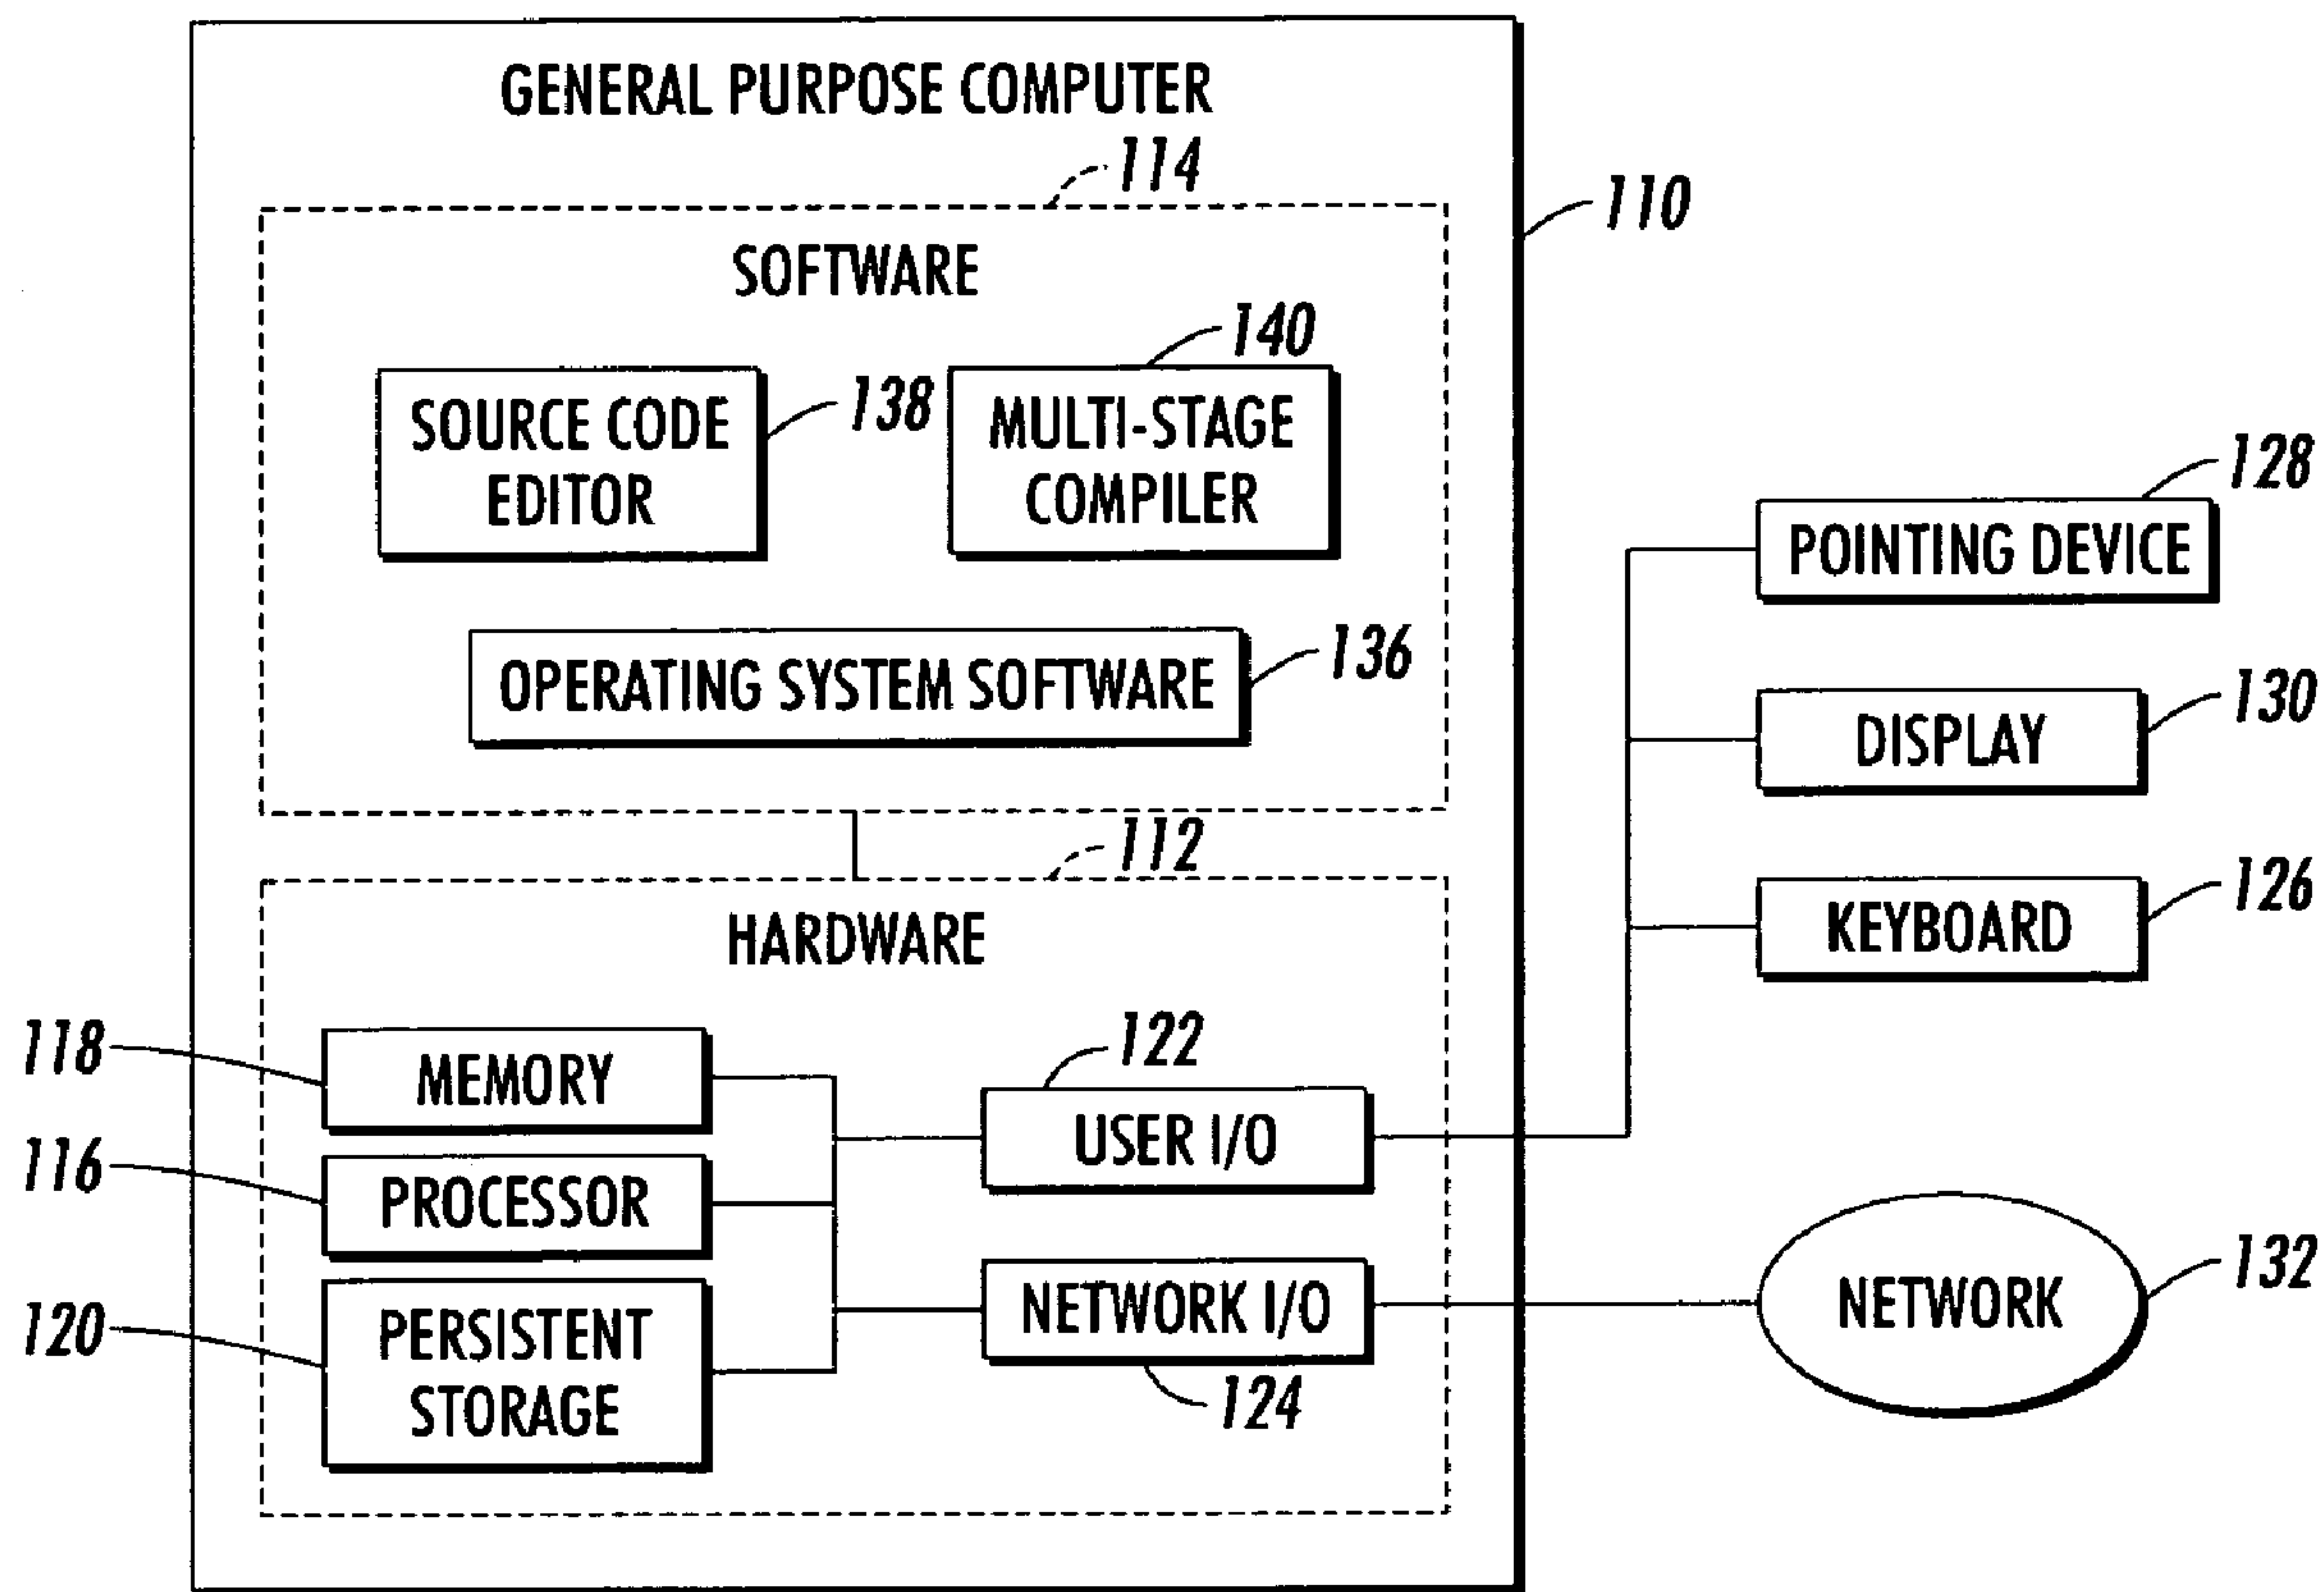 GENERAL PURPOSE COMPUTER
114
110
SOFTWARE
140
SOURCE CODE
EDITOR
138
MULTI-STAGE
COMPILER
128
POINTING DEVICE
OPERATING SYSTEM SOFTWARE
136
130
DISPLAY
112
126
KEYBOARD
HARDWARE
118
MEMORY
122
USER I/O
116
PROCESSOR
120
PERSISTENT
STORAGE
NETWORK I/O
124
132
NETWORK